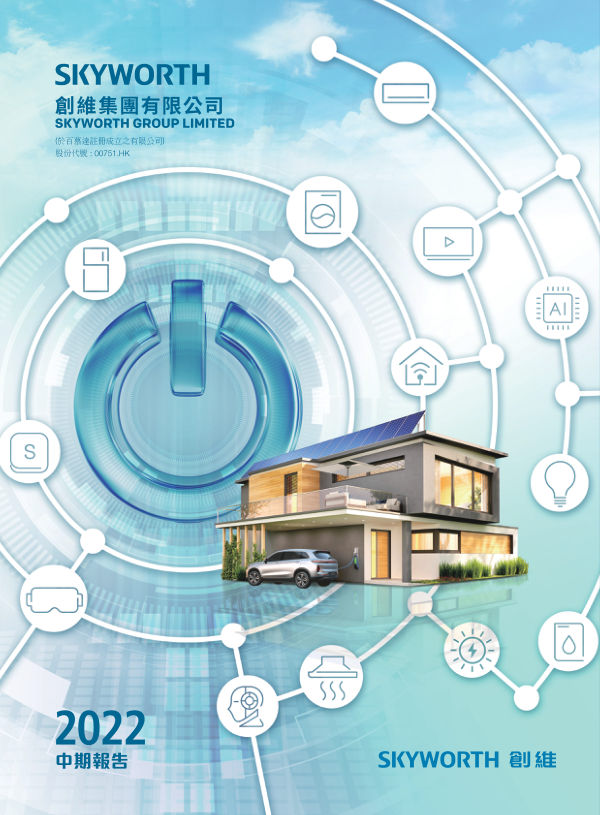 SKYWORTH
創維集團有限公司
SKYWORTH GROUP LIMITED
(於百慕達註冊成立之有限公司)
股份代號 : 00751.HK
AI
S
2022
中期報告
SKYWORTH 創維